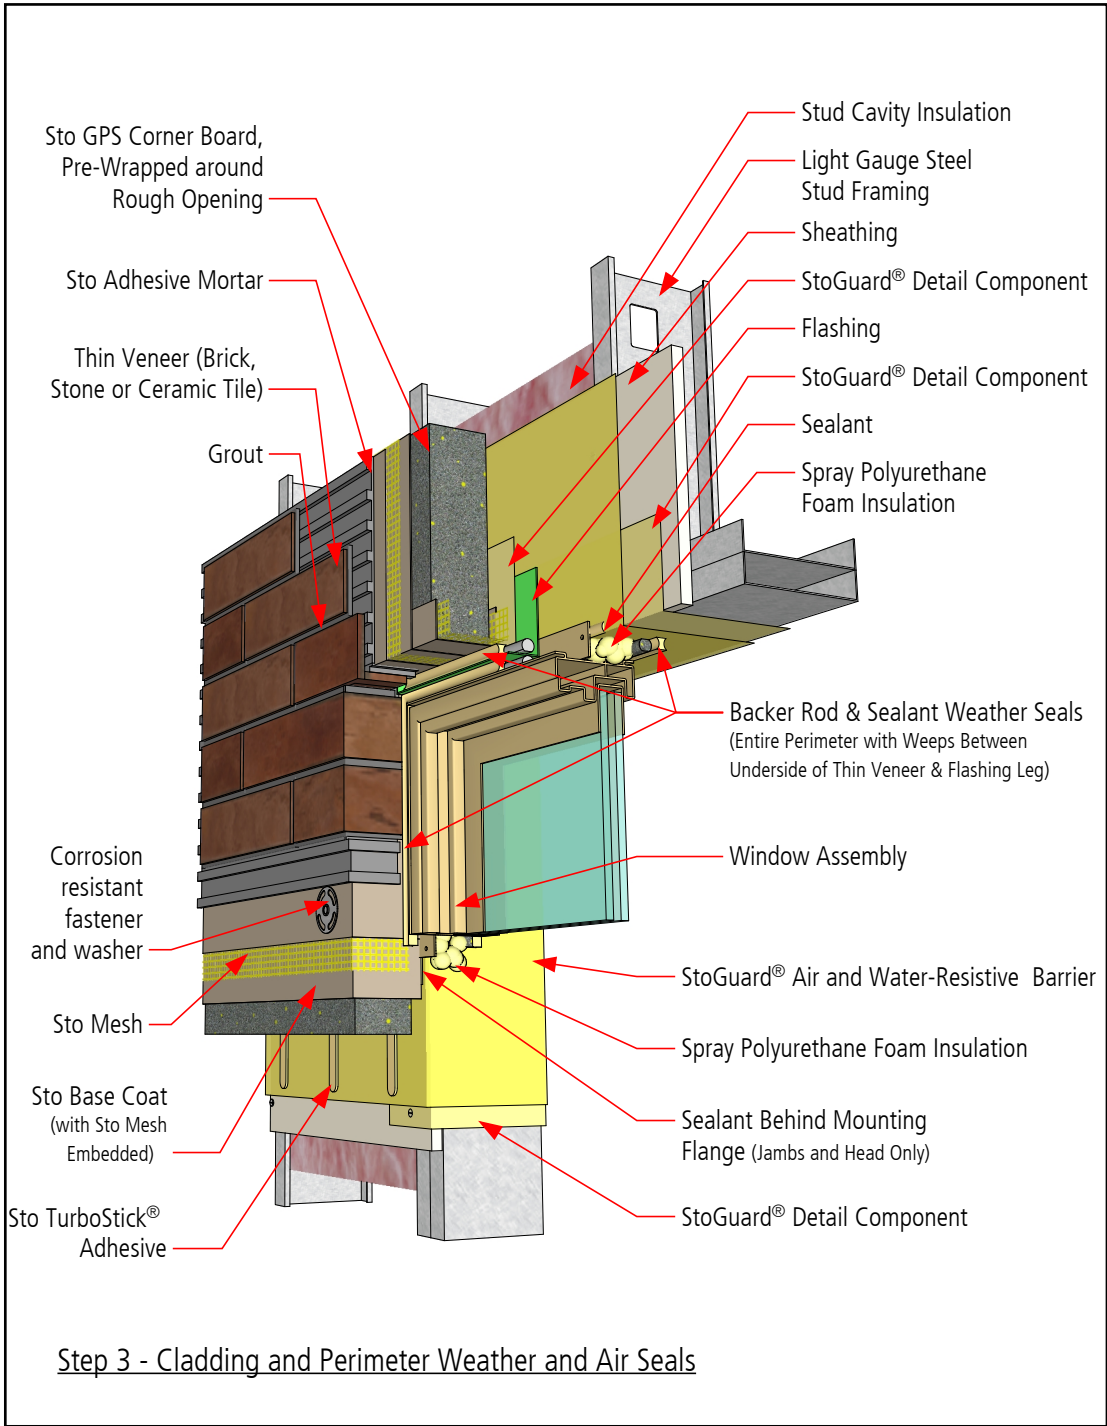 Sto GPS Corner Board,
Pre-Wrapped around
Rough Opening
Sto Adhesive Mortar
Thin Veneer (Brick,
Stone or Ceramic Tile)
Grout
Corrosion
resistant
fastener
and washer
Sto Mesh
Sto Base Coat
(with Sto Mesh
Embedded)
Sto TurboStick®
Adhesive
Stud Cavity Insulation
Light Gauge Steel
Stud Framing
Sheathing
StoGuard® Detail Component
Flashing
StoGuard® Detail Component
Sealant
Spray Polyurethane
Foam Insulation
Backer Rod & Sealant Weather Seals
(Entire Perimeter with Weeps Between
Underside of Thin Veneer & Flashing Leg)
Window Assembly
StoGuard® Air and Water-Resistive Barrier
Spray Polyurethane Foam Insulation
Sealant Behind Mounting
Flange (Jambs and Head Only)
StoGuard® Detail Component
Step 3 - Cladding and Perimeter Weather and Air Seals